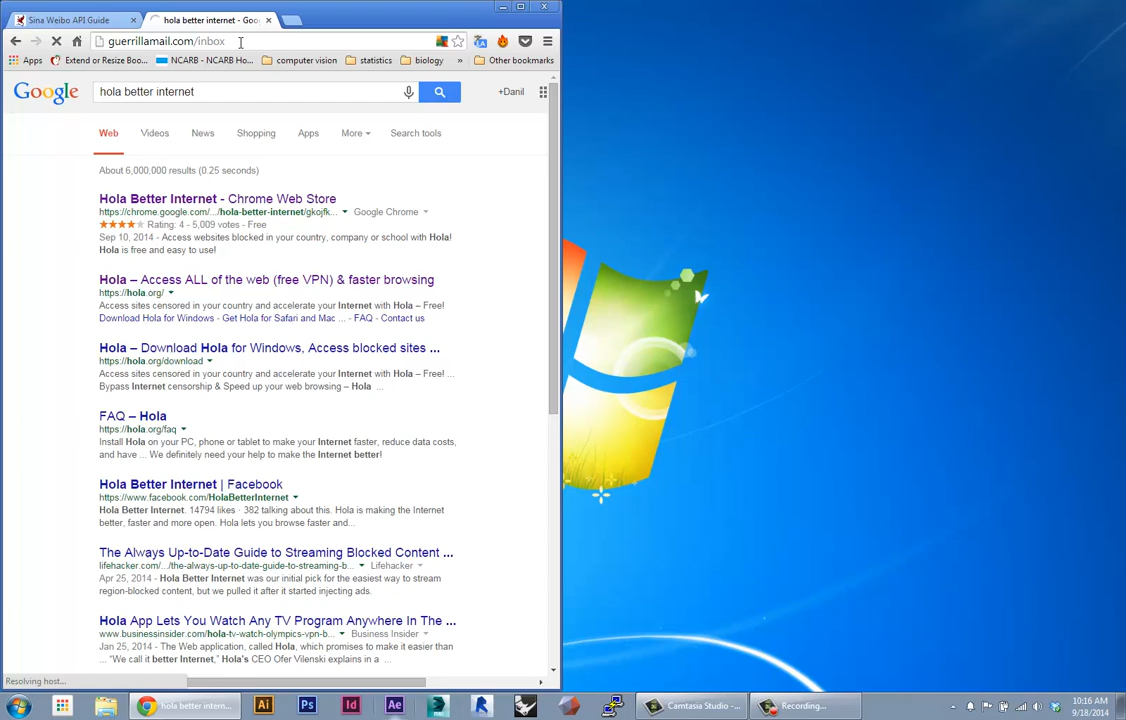 Sina Weibo API Guide
hola better internet - Goo
guerrillamail.com/inbox
Apps
Extend or Resize Boo...
NCARB - NCARB Ho...
computer vision
statistics
biology
»
Other bookmarks
Google
hola better internet
+Danil
Web
Videos
News
Shopping
Apps
More
Search tools
About 6,000,000 results (0.25 seconds)
Hola Better Internet - Chrome Web Store
https://chrome.google.com/.../hola-better-internet/gkojfk... Google Chrome
Rating: 4 - 5,009 votes - Free
Sep 10, 2014 - Access websites blocked in your country, company or school with Hola!
Hola is free and easy to use!
Hola – Access ALL of the web (free VPN) & faster browsing
https://hola.org/
Access sites censored in your country and accelerate your Internet with Hola – Free!
Download Hola for Windows - Get Hola for Safari and Mac ... - FAQ - Contact us
Hola – Download Hola for Windows, Access blocked sites ...
https://hola.org/download
Access sites censored in your country and accelerate your Internet with Hola – Free! ...
Bypass Internet censorship & Speed up your web browsing – Hola ...
FAQ – Hola
https://hola.org/faq
Install Hola on your PC, phone or tablet to make your Internet faster, reduce data costs,
and have ... We definitely need your help to make the Internet better!
Hola Better Internet | Facebook
https://www.facebook.com/HolaBetterInternet
Hola Better Internet. 14794 likes · 382 talking about this. Hola is making the Internet
better, faster and more open. Hola lets you browse faster and...
The Always Up-to-Date Guide to Streaming Blocked Content ...
lifehacker.com/.../the-always-up-to-date-guide-to-streaming-b... Lifehacker
Apr 25, 2014 - Hola Better Internet was our initial pick for the easiest way to stream
region-blocked content, but we pulled it after it started injecting ads.
Hola App Lets You Watch Any TV Program Anywhere In The ...
www.businessinsider.com/hola-tv-watch-olympics-vpn-b... Business Insider
Jan 25, 2014 - The Web application, called Hola, which promises to make it easier than
... "We call it better Internet," Hola's CEO Ofer Vilenski explains in a ...
Resolving host...
hola better intern...
Ai
Ps
Id
Ae
R
Camtasia Studio - ...
Recording...
10:16 AM
9/18/2014